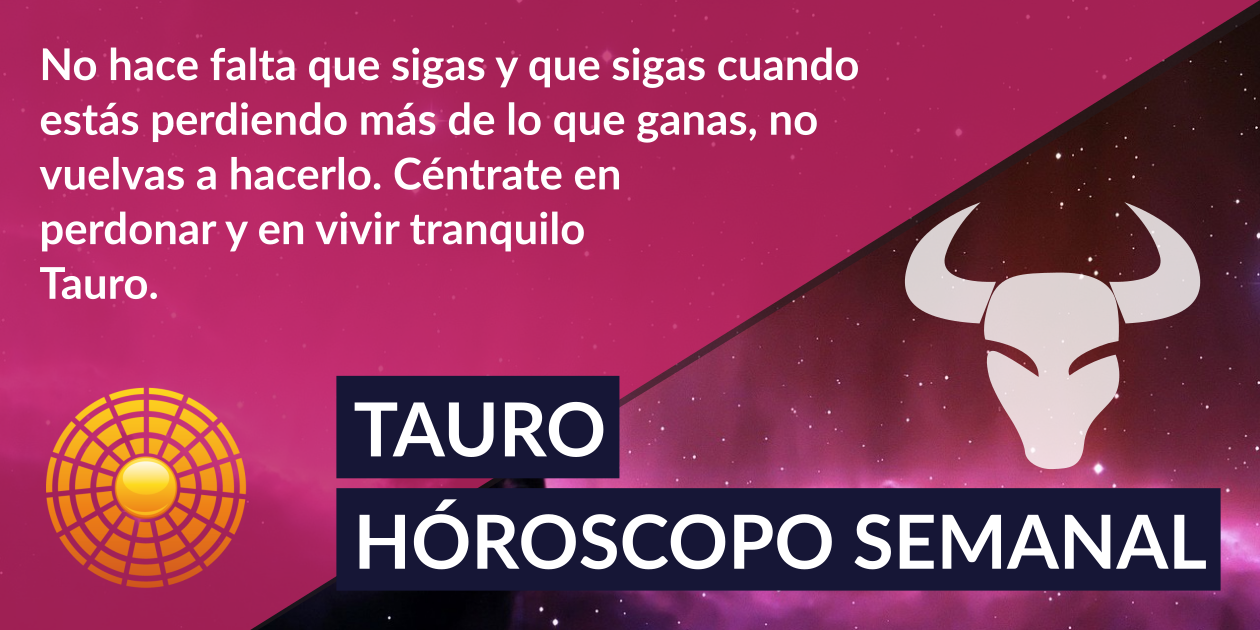 No hace falta que sigas y que sigas cuando
estás perdiendo más de lo que ganas, no
vuelvas a hacerlo. Céntrate en
perdonar y en vivir tranquilo
Tauro.
TAURO
HÓROSCOPO SEMANAL